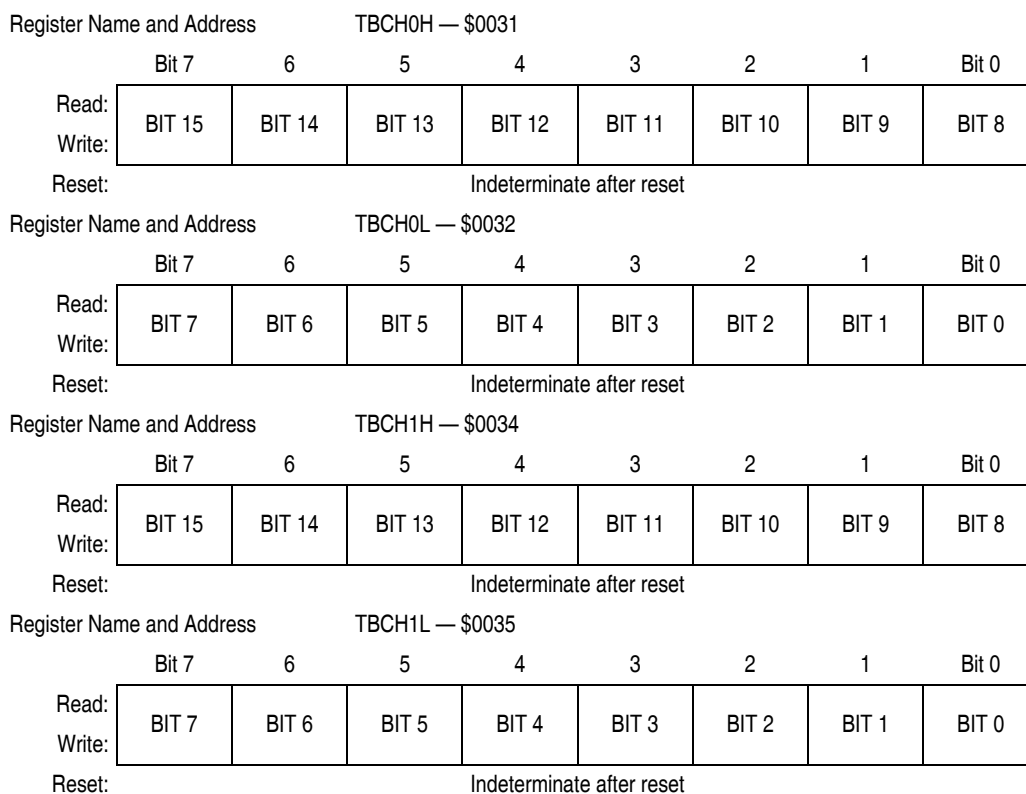 Register Name and Address TBCH0H — $0031
Bit 7 6 5 4 3 2 1 Bit 0
Read:
BIT 15 BIT 14 BIT 13 BIT 12 BIT 11 BIT 10 BIT 9 BIT 8
Write:
Reset: Indeterminate after reset
Register Name and Address TBCH0L — $0032
Bit 7 6 5 4 3 2 1 Bit 0
Read:
BIT 7 BIT 6 BIT 5 BIT 4 BIT 3 BIT 2 BIT 1 BIT 0
Write:
Reset: Indeterminate after reset
Register Name and Address TBCH1H — $0034
Bit 7 6 5 4 3 2 1 Bit 0
Read:
BIT 15 BIT 14 BIT 13 BIT 12 BIT 11 BIT 10 BIT 9 BIT 8
Write:
Reset: Indeterminate after reset
Register Name and Address TBCH1L — $0035
Bit 7 6 5 4 3 2 1 Bit 0
Read:
BIT 7 BIT 6 BIT 5 BIT 4 BIT 3 BIT 2 BIT 1 BIT 0
Write:
Reset: Indeterminate after reset